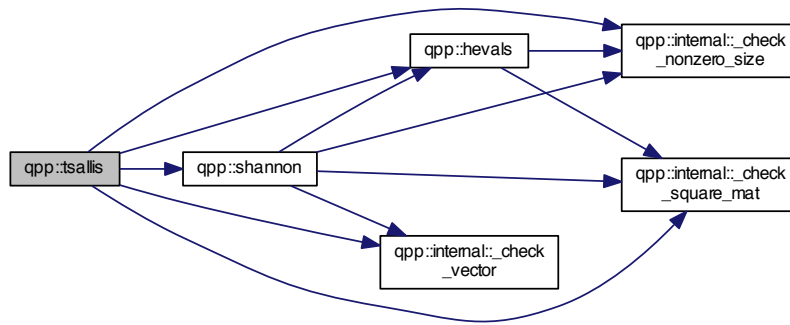 qpp::tsallis
qpp::shannon
qpp::hevals
qpp::internal::_check
_vector
qpp::internal::_check
_nonzero_size
qpp::internal::_check
_square_mat